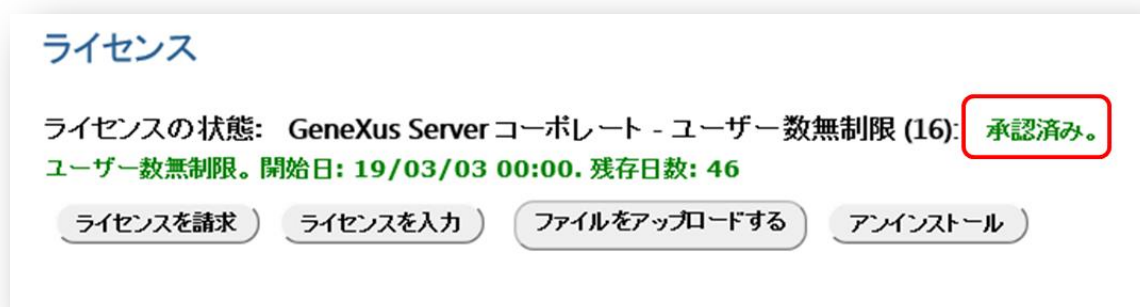 ライセンス
ライセンスの状態: GeneXus Server コーポレート - ユーザー数無制限 (16): 承認済み。
ユーザー数無制限。開始日: 19/03/03 00:00. 残存日数: 46
ライセンスを請求 ライセンスを入力 ファイルをアップロードする アンインストール